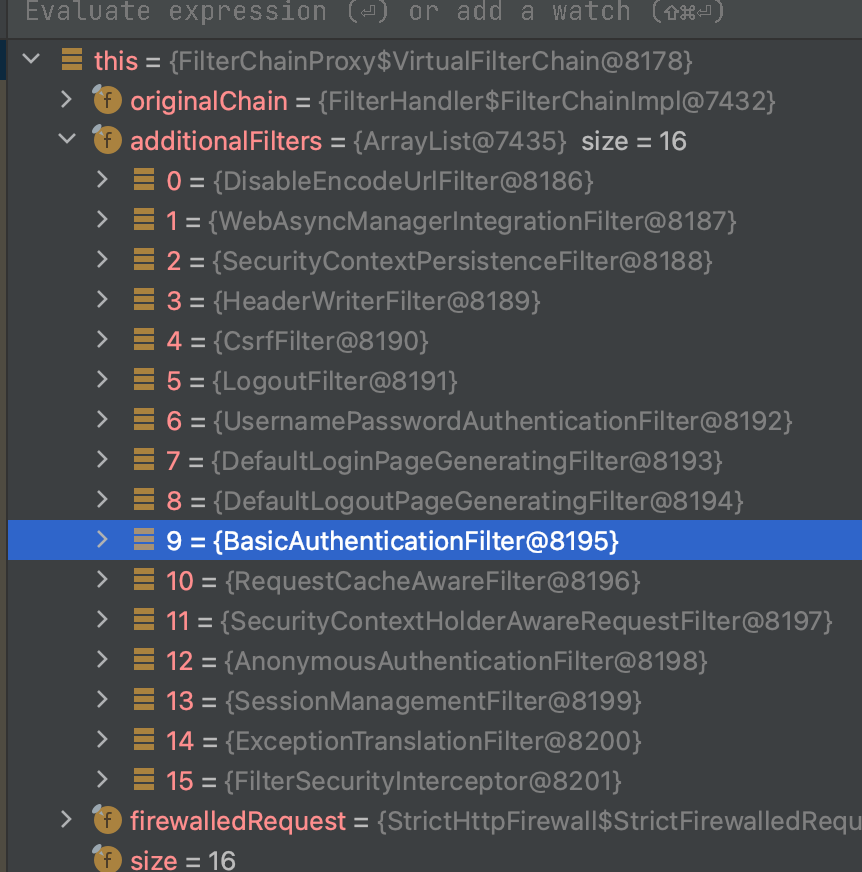 Evaluate expression (⏎) or add a watch (⇧⌘⏎)
this = {FilterChainProxy$VirtualFilterChain@8178}
f originalChain = {FilterHandler$FilterChainImpl@7432}
f additionalFilters = {ArrayList@7435} size = 16
0 = {DisableEncodeUrlFilter@8186}
1 = {WebAsyncManagerIntegrationFilter@8187}
2 = {SecurityContextPersistenceFilter@8188}
3 = {HeaderWriterFilter@8189}
4 = {CsrfFilter@8190}
5 = {LogoutFilter@8191}
6 = {UsernamePasswordAuthenticationFilter@8192}
7 = {DefaultLoginPageGeneratingFilter@8193}
8 = {DefaultLogoutPageGeneratingFilter@8194}
9 = {BasicAuthenticationFilter@8195}
10 = {RequestCacheAwareFilter@8196}
11 = {SecurityContextHolderAwareRequestFilter@8197}
12 = {AnonymousAuthenticationFilter@8198}
13 = {SessionManagementFilter@8199}
14 = {ExceptionTranslationFilter@8200}
15 = {FilterSecurityInterceptor@8201}
f firewalledRequest = {StrictHttpFirewall$StrictFirewalledRequ
f size = 16